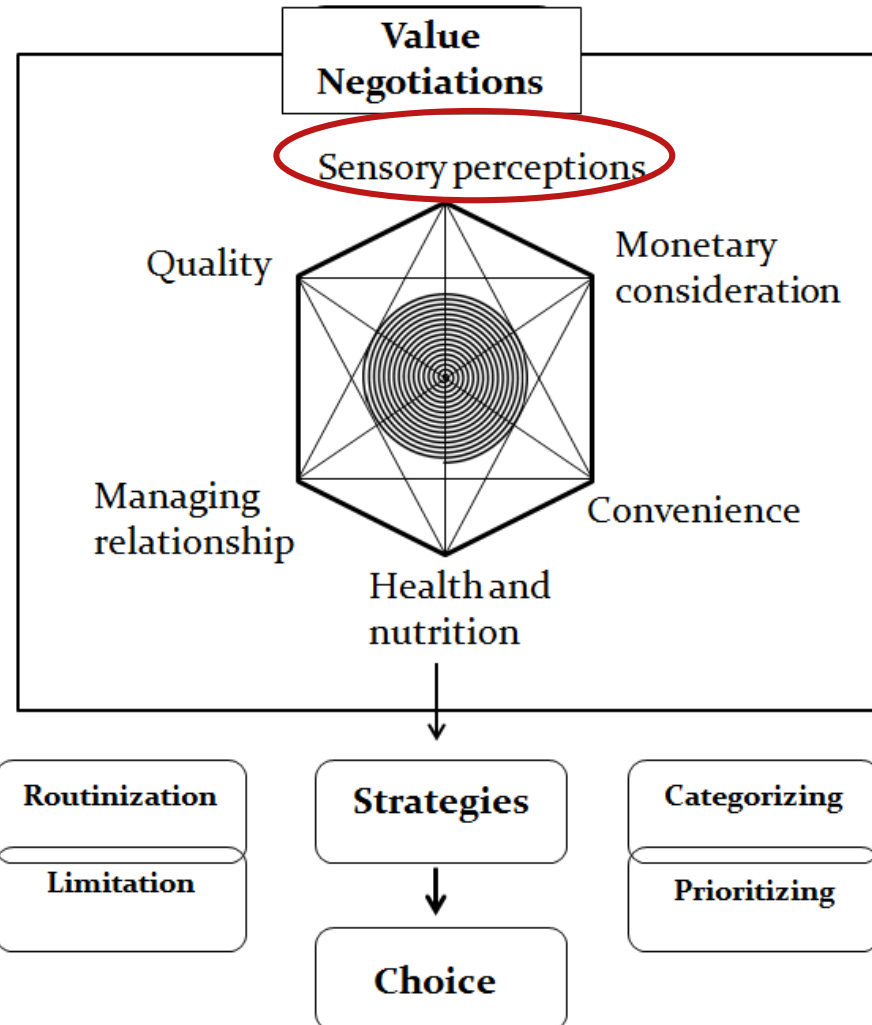 Value
Negotiations
Sensory perceptions
Quality
Monetary
consideration
Managing
relationship
Convenience
Health and
nutrition
Routinization
Strategies
Categorizing
Limitation
Prioritizing
Choice